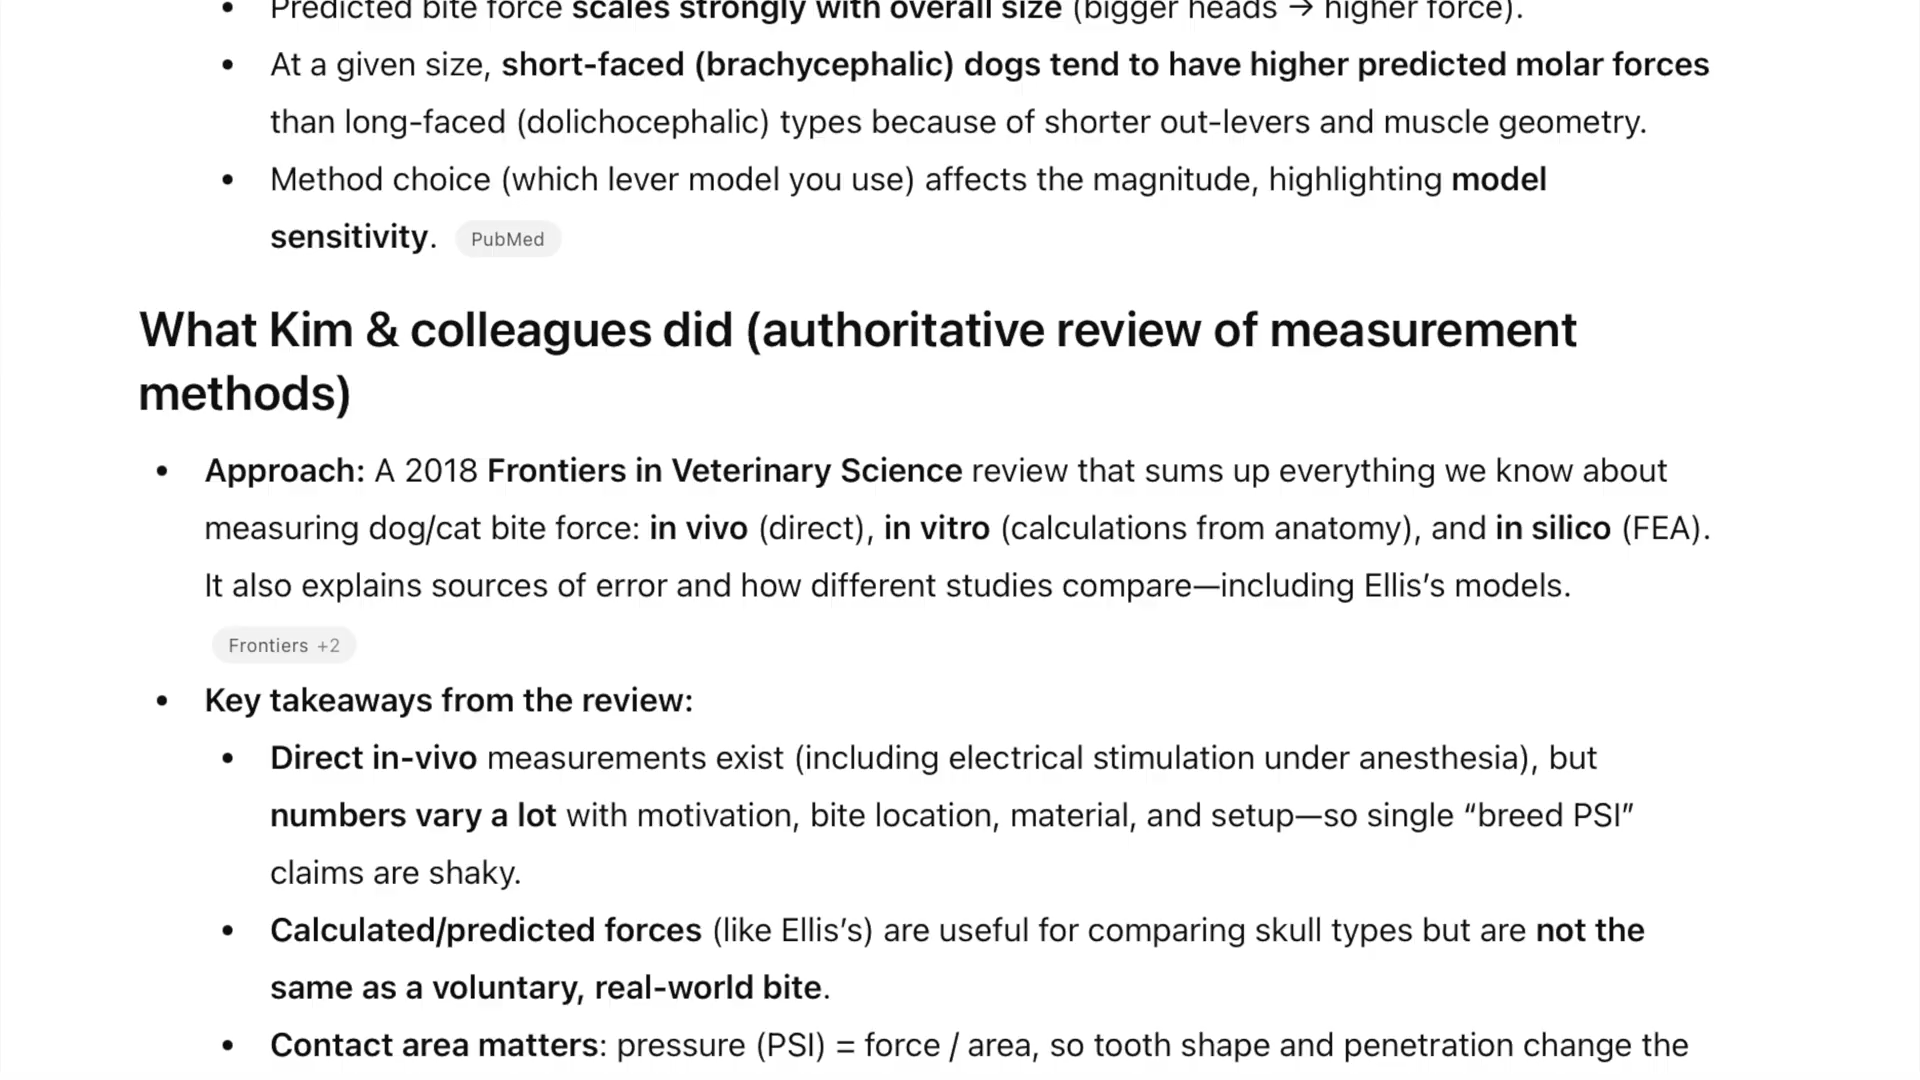 • Predicted bite force scales strongly with overall size (bigger heads → higher force).
• At a given size, short-faced (brachycephalic) dogs tend to have higher predicted molar forces
than long-faced (dolichocephalic) types because of shorter out-levers and muscle geometry.
• Method choice (which lever model you use) affects the magnitude, highlighting model
sensitivity. PubMed
What Kim & colleagues did (authoritative review of measurement
methods)
• Approach: A 2018 Frontiers in Veterinary Science review that sums up everything we know about
measuring dog/cat bite force: in vivo (direct), in vitro (calculations from anatomy), and in silico (FEA).
It also explains sources of error and how different studies compare—including Ellis’s models.
Frontiers +2
• Key takeaways from the review:
• Direct in-vivo measurements exist (including electrical stimulation under anesthesia), but
numbers vary a lot with motivation, bite location, material, and setup—so single “breed PSI”
claims are shaky.
• Calculated/predicted forces (like Ellis’s) are useful for comparing skull types but are not the
same as a voluntary, real-world bite.
• Contact area matters: pressure (PSI) = force / area, so tooth shape and penetration change the